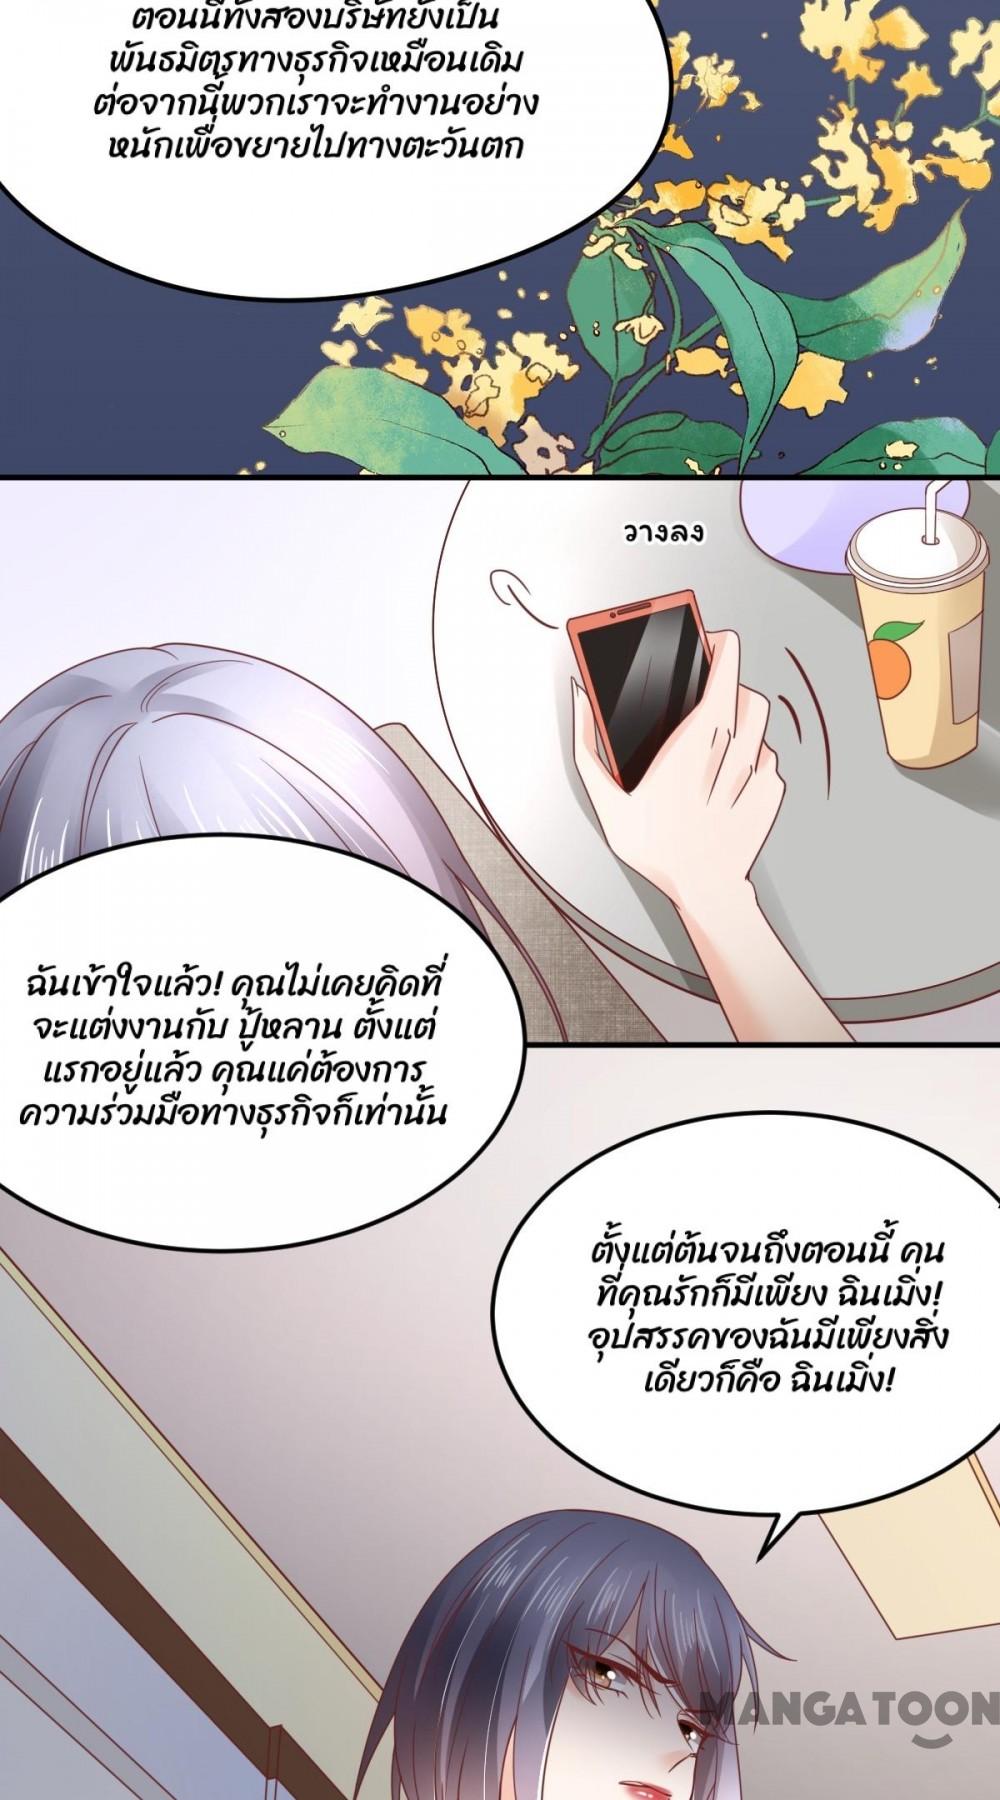 ตอนนี้ทั้งสองบริษัทยังเป็น
พันธมิตรทางธุรกิจเหมือนเดิม
ต่อจากนี้พวกเราจะทำงานอย่าง
หนักเพื่อขยายไปทางตะวันตก
วางลง
ฉันเข้าใจแล้ว! คุณไม่เคยคิดที่
จะแต่งงานกับ ปู้หลาน ตั้งแต่
แรกอยู่แล้ว คุณแค่ต้องการ
ความร่วมมือทางธุรกิจก็เท่านั้น
ตั้งแต่ต้นจนถึงตอนนี้ คน
ที่คุณรักก็มีเพียง ฉินเมิ่ง!
อุปสรรคของฉันมีเพียงสิ่ง
เดียวก็คือ ฉินเมิ่ง!
MANGATOON